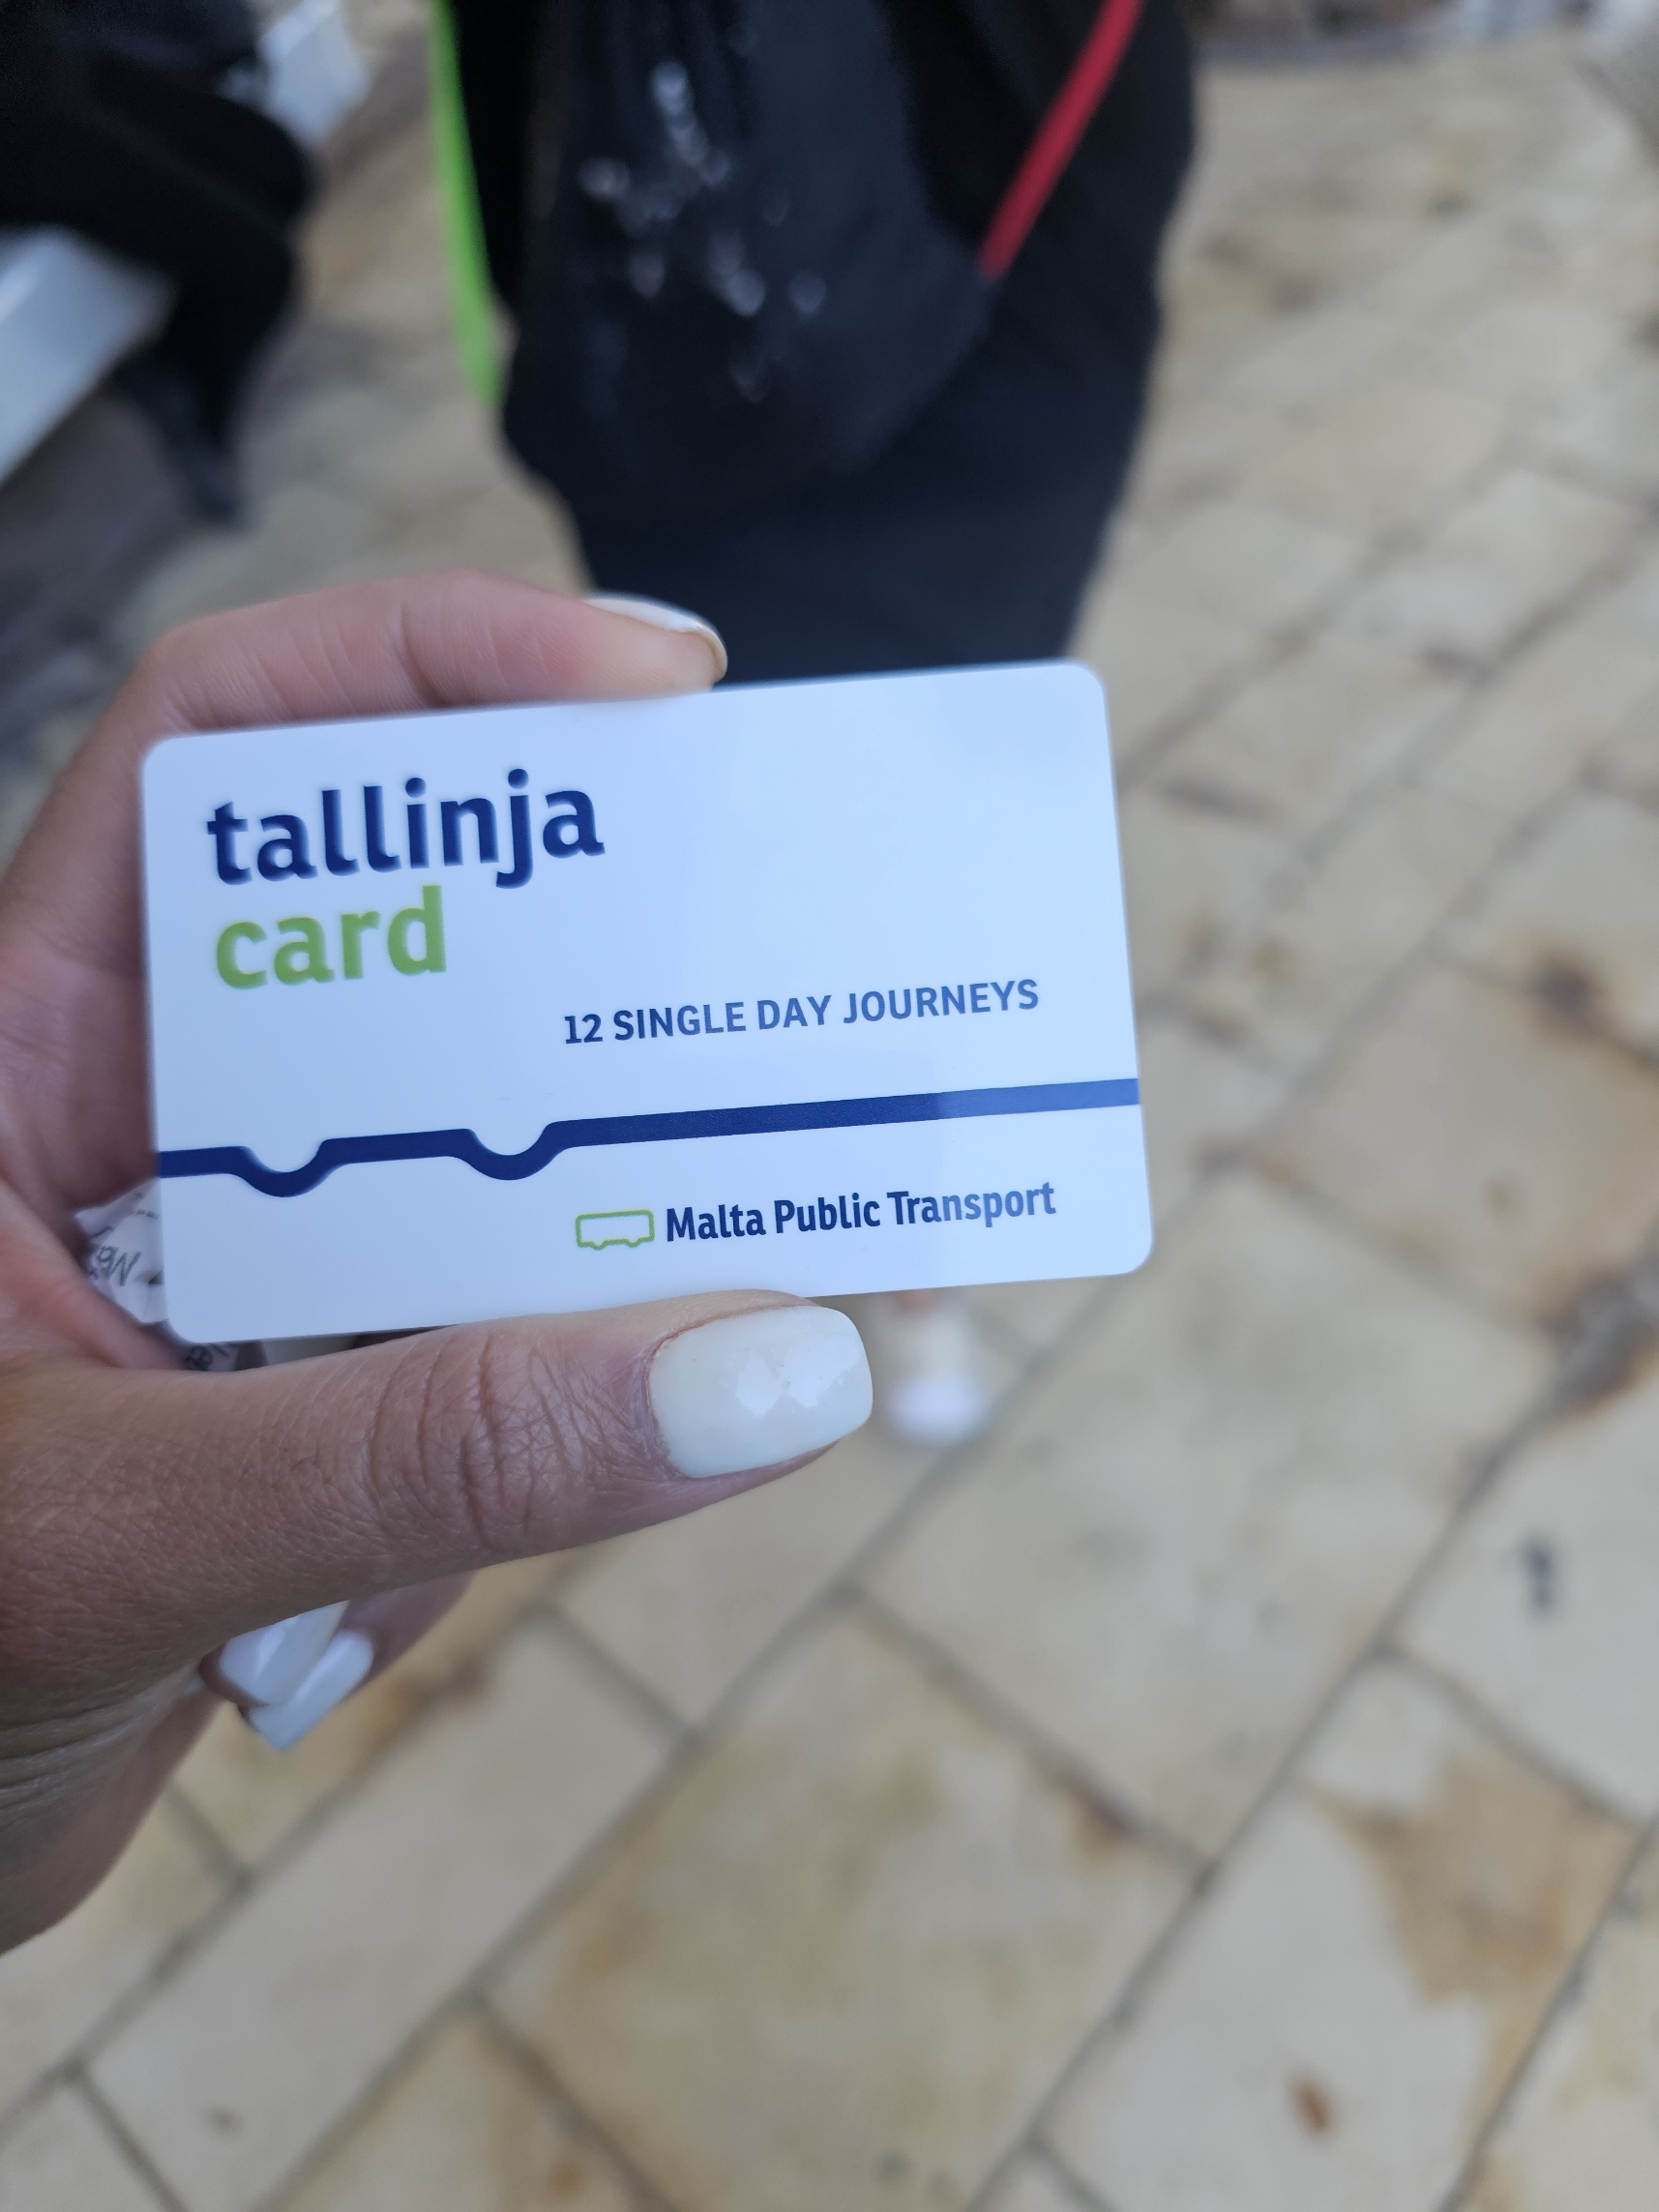 tallinja
card
12 SINGLE DAY JOURNEYS
Malta Public Transport